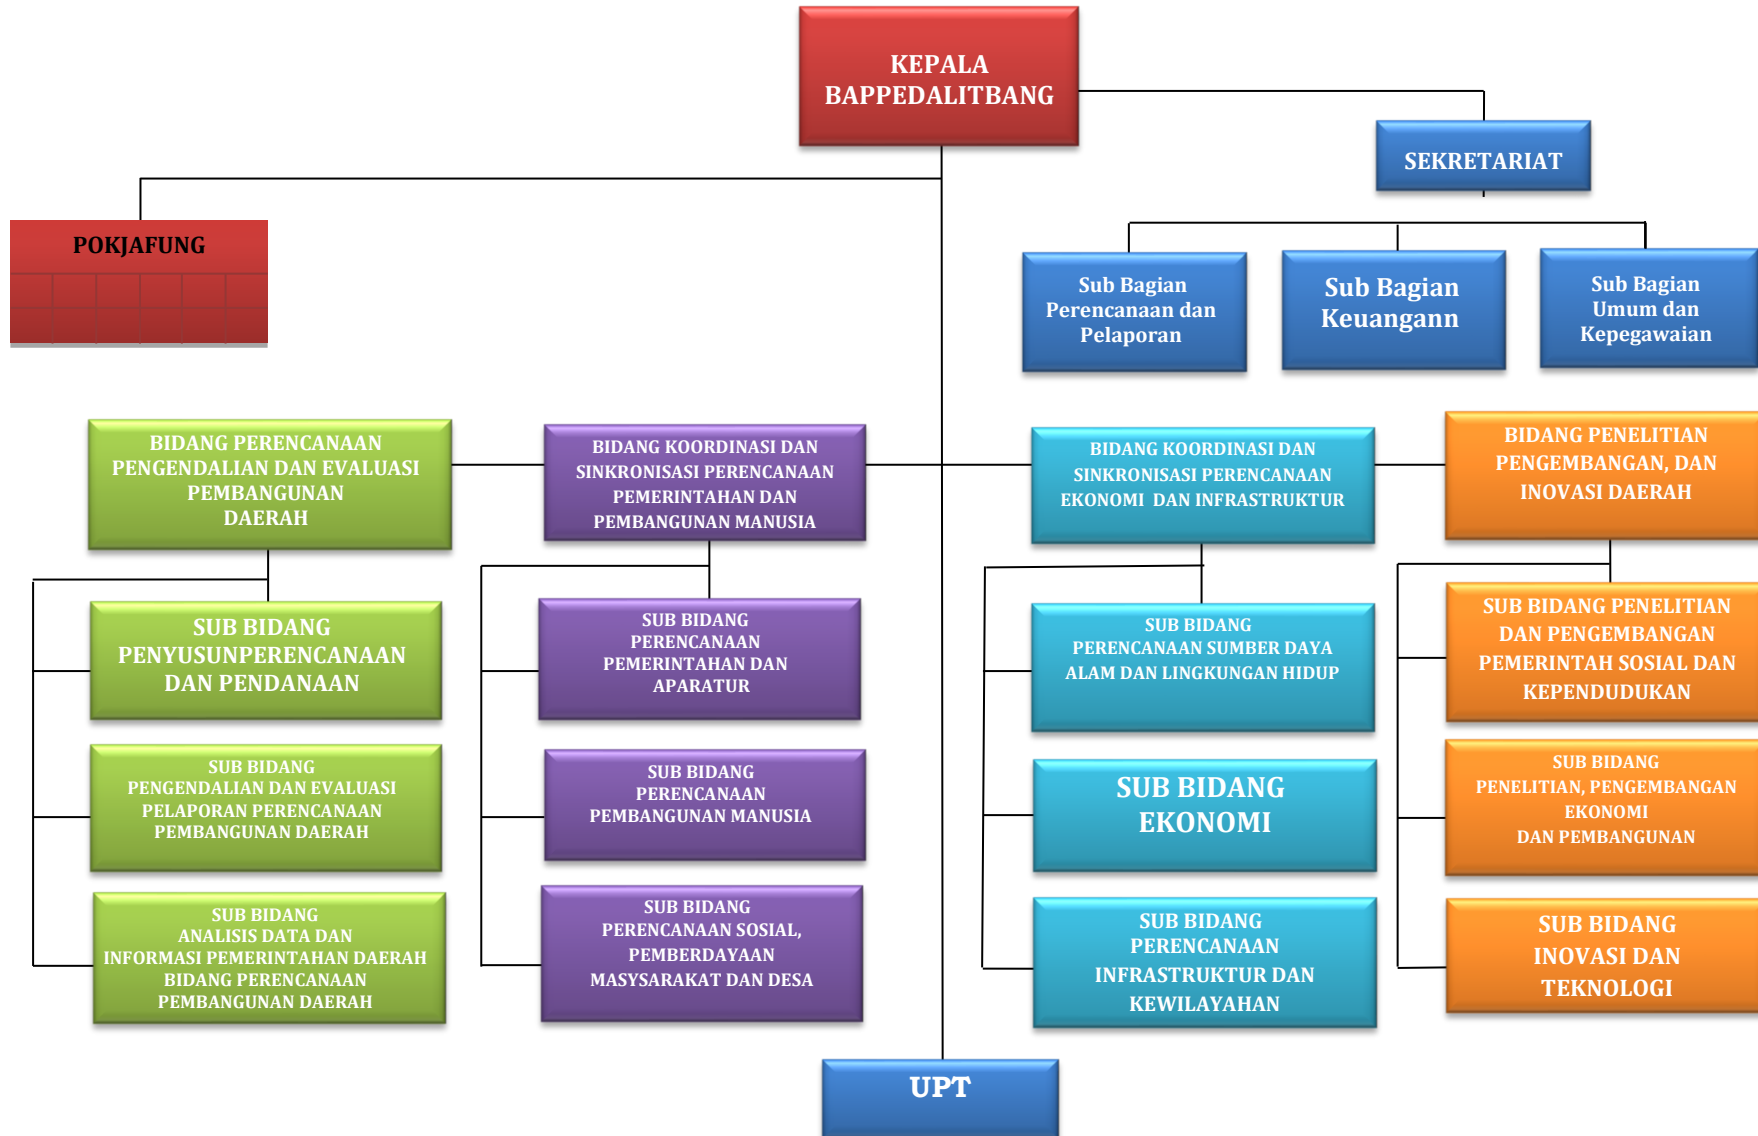 KEPALA
BAPPEDALITBANG
SEKRETARIAT
POKJAFUNG
Sub Bagian
Perencanaan dan
Pelaporan
Sub Bagian
Keuangann
Sub Bagian
Umum dan
Kepegawaian
BIDANG PERENCANAAN
PENGENDALIAN DAN EVALUASI
PEMBANGUNAN
DAERAH
BIDANG KOORDINASI DAN
SINKRONISASI PERENCANAAN
PEMERINTAHAN DAN
PEMBANGUNAN MANUSIA
BIDANG KOORDINASI DAN
SINKRONISASI PERENCANAAN
EKONOMI DAN INFRASTRUKTUR
BIDANG PENELITIAN
PENGEMBANGAN, DAN
INOVASI DAERAH
SUB BIDANG
PENYUSUNPERENCANAAN
DAN PENDANAAN
SUB BIDANG
PERENCANAAN
PEMERINTAHAN DAN
APARATUR
SUB BIDANG
PERENCANAAN SUMBER DAYA
ALAM DAN LINGKUNGAN HIDUP
SUB BIDANG PENELITIAN
DAN PENGEMBANGAN
PEMERINTAH SOSIAL DAN
KEPENDUDUKAN
SUB BIDANG
PENGENDALIAN DAN EVALUASI
PELAPORAN PERENCANAAN
PEMBANGUNAN DAERAH
SUB BIDANG
PERENCANAAN
PEMBANGUNAN MANUSIA
SUB BIDANG
EKONOMI
SUB BIDANG
PENELITIAN, PENGEMBANGAN
EKONOMI
DAN PEMBANGUNAN
SUB BIDANG
ANALISIS DATA DAN
INFORMASI PEMERINTAHAN DAERAH
BIDANG PERENCANAAN
PEMBANGUNAN DAERAH
SUB BIDANG
PERENCANAAN SOSIAL,
PEMBERDAYAAN
MASYSARAKAT DAN DESA
SUB BIDANG
PERENCANAAN
INFRASTRUKTUR DAN
KEWILAYAHAN
SUB BIDANG
INOVASI DAN
TEKNOLOGI
UPT